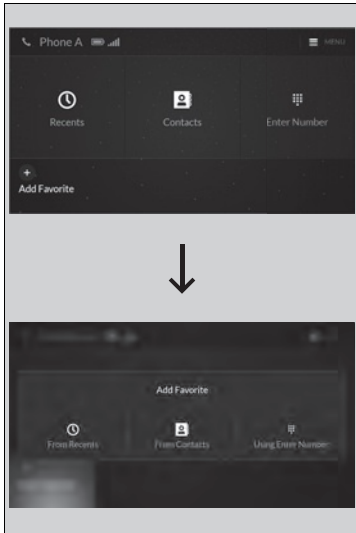 Phone A
MENU
Recents
Contacts
Enter Number
Add Favorite
Add Favorite
From Recents
From Contacts
Using Enter Number